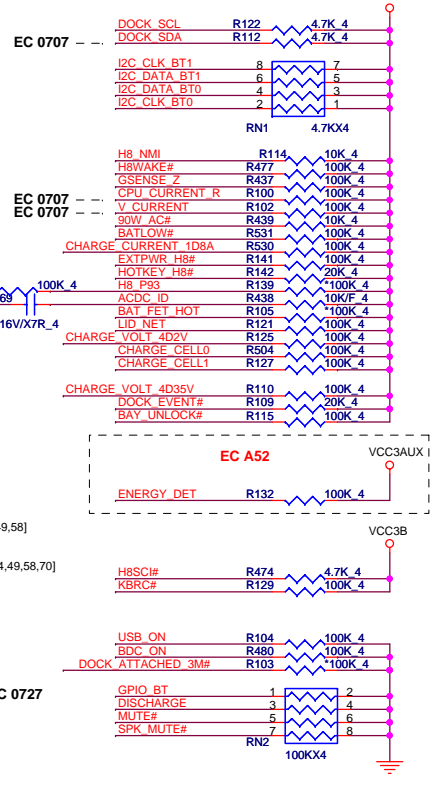 DOCK_SCL R122 4.7K_4
EC 0707 DOCK_SDA R112 4.7K_4
I2C_CLK_BT1 8 7
I2C_DATA_BT1 6 5
I2C_DATA_BT0 4 3
I2C_CLK_BT0 2 1
RN1 4.7KX4
H8_NMI R114 10K_4
H8WAKE# R477 100K_4
GSENSE_Z R437 100K_4
EC 0707 CPU_CURRENT_R R100 100K_4
EC 0707 V_CURRENT R102 100K_4
90W_AC# R439 10K_4
BATLOW# R531 100K_4
CHARGE_CURRENT_1D8A R530 100K_4
EXTPWR_H8# R141 100K_4
HOTKEY_H8# R142 20K_4
100K_4 H8_P93 R139 *100K_4
69 ACDC_ID R438 10K/F_4
BAT_FET_HOT R105 *100K_4
16V/X7R_4 LID_NET R121 100K_4
CHARGE_VOLT_4D2V R125 100K_4
CHARGE_CELL0 R504 100K_4
CHARGE_CELL1 R127 100K_4
CHARGE_VOLT_4D35V R110 100K_4
DOCK_EVENT# R109 20K_4
BAY_UNLOCK# R115 100K_4
EC A52 VCC3AUX
ENERGY_DET R132 100K_4
49,58]
VCC3B
4,49,58,70]
H8SCI# R474 4.7K_4
KBRC# R129 100K_4
USB_ON R104 100K_4
BDC_ON R480 100K_4
DOCK_ATTACHED_3M# R103 *100K_4
C 0727 GPIO_BT 1 2
DISCHARGE 3 4
MUTE# 5 6
SPK_MUTE# 7 8
RN2 100KX4